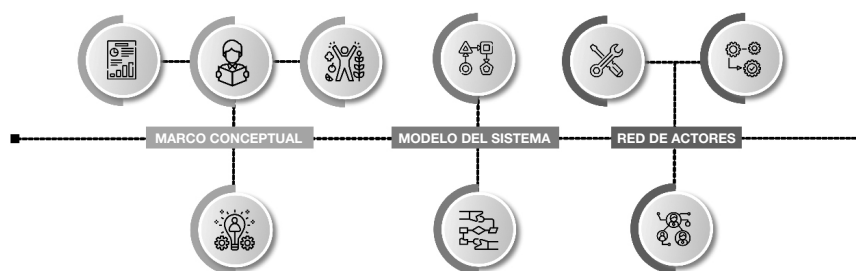 MARCO CONCEPTUAL
MODELO DEL SISTEMA
RED DE ACTORES